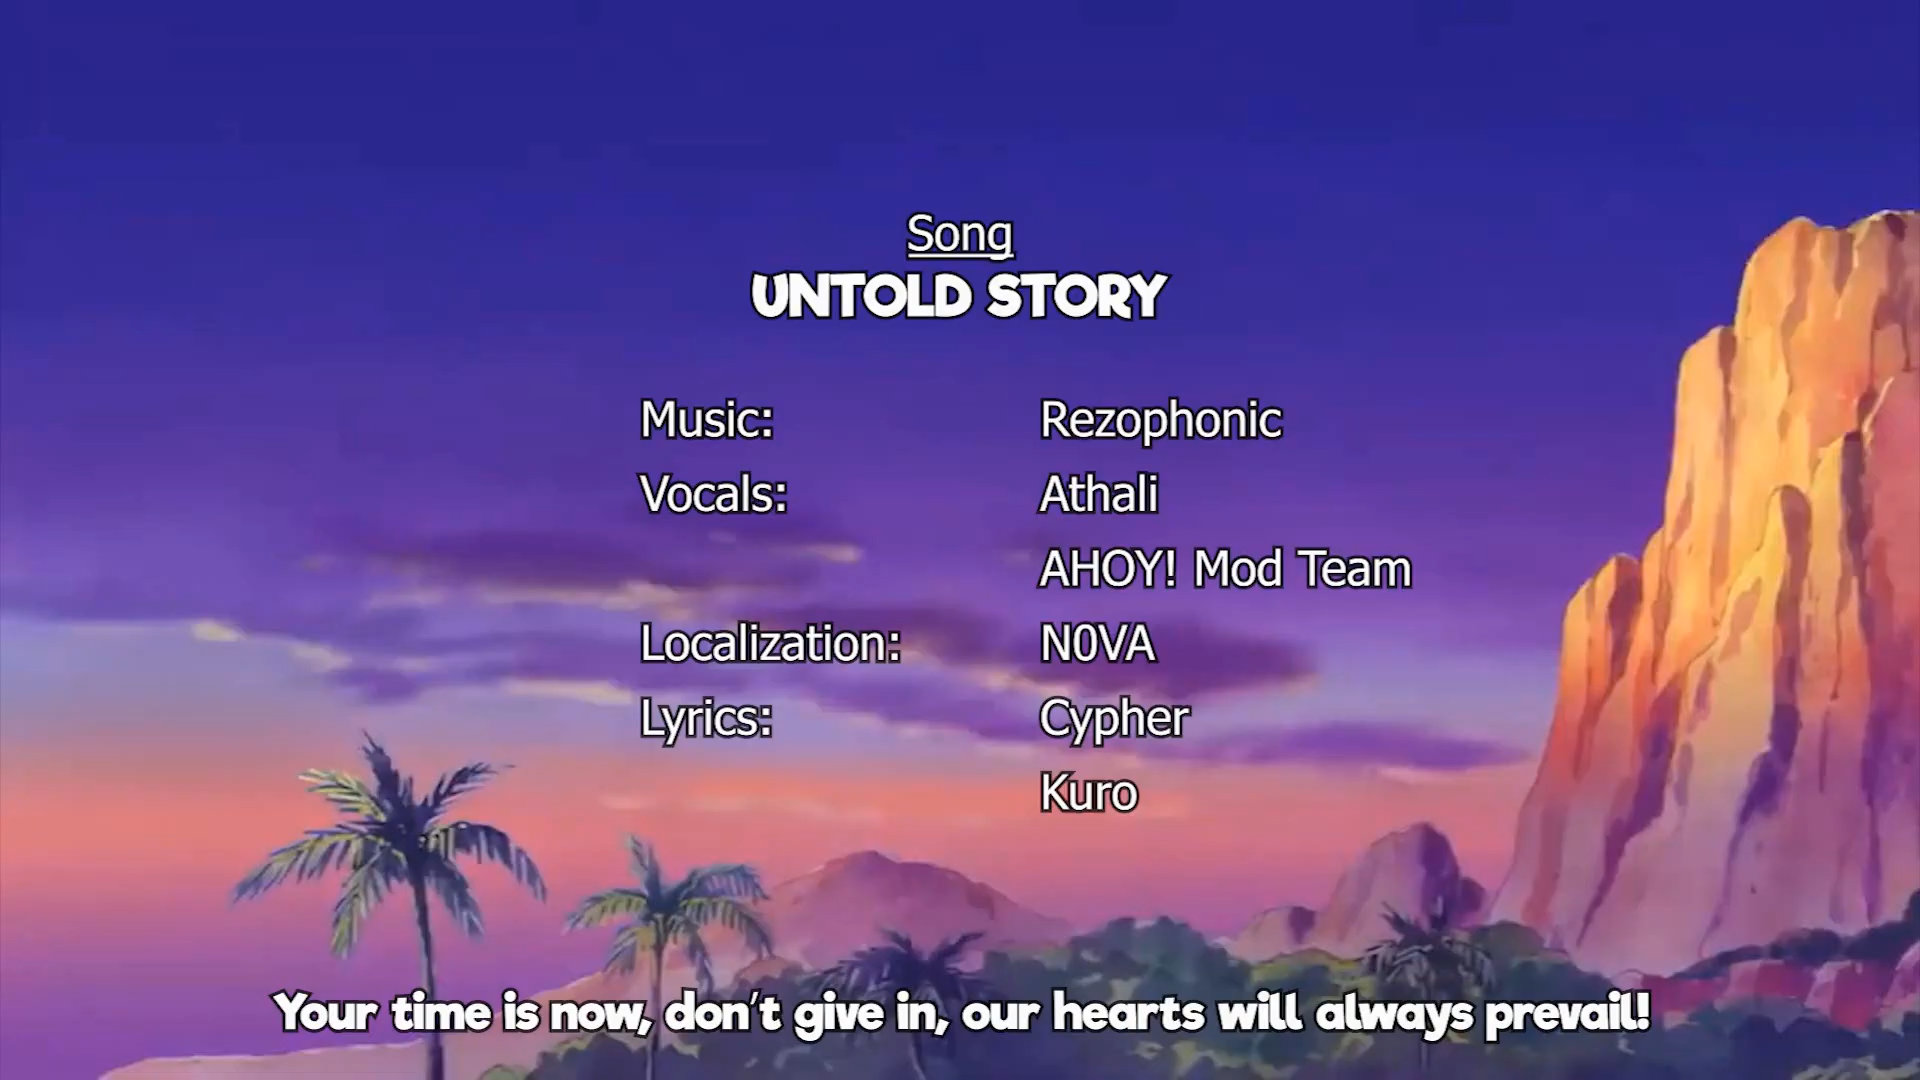 Song
UNTOLD STORY
Music: Rezophonic
Vocals: Athali
AHOY! Mod Team
Localization: N0VA
Lyrics: Cypher
Kuro
Your time is now, don't give in, our hearts will always prevail!